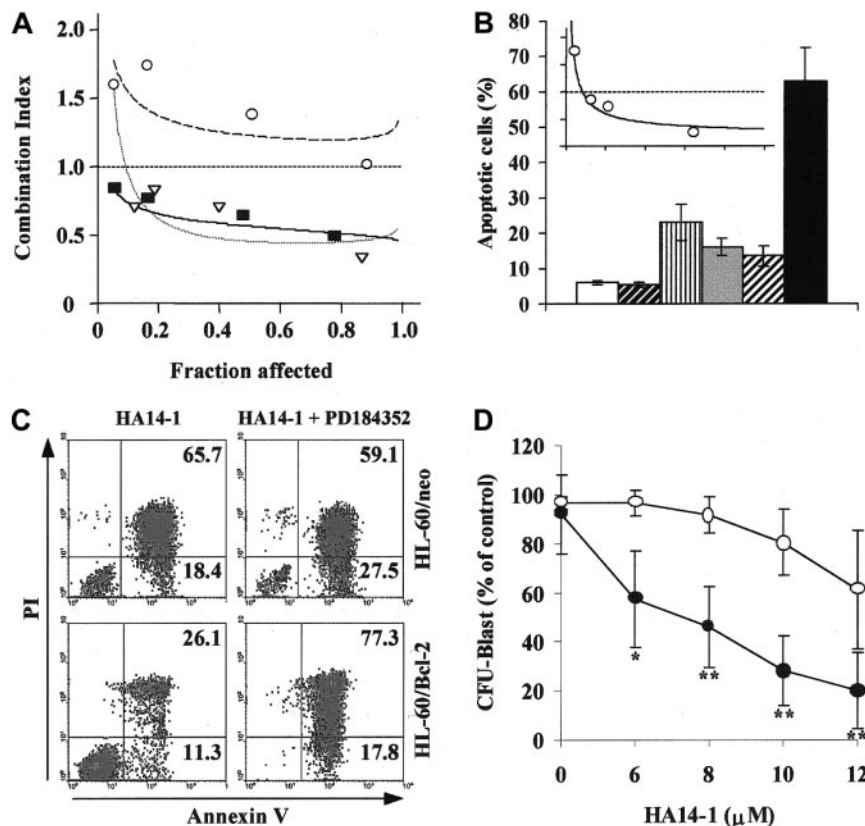 A
Combination Index
2.0
1.5
1.0
0.5
0
0 0.2 0.4 0.6 0.8 1.0
Fraction affected
B
Apoptotic cells (%)
80
70
60
50
40
30
20
10
0
C
HA14-1 HA14-1 + PD184352
65.7 59.1
18.4 27.5
HL-60/neo
26.1 77.3
11.3 17.8
HL-60/Bcl-2
PI
Annexin V
D
CFU-Blast (% of control)
120
100
80
60
40
20
0
* ** ** **
0 6 8 10 12
HA14-1 (μM)